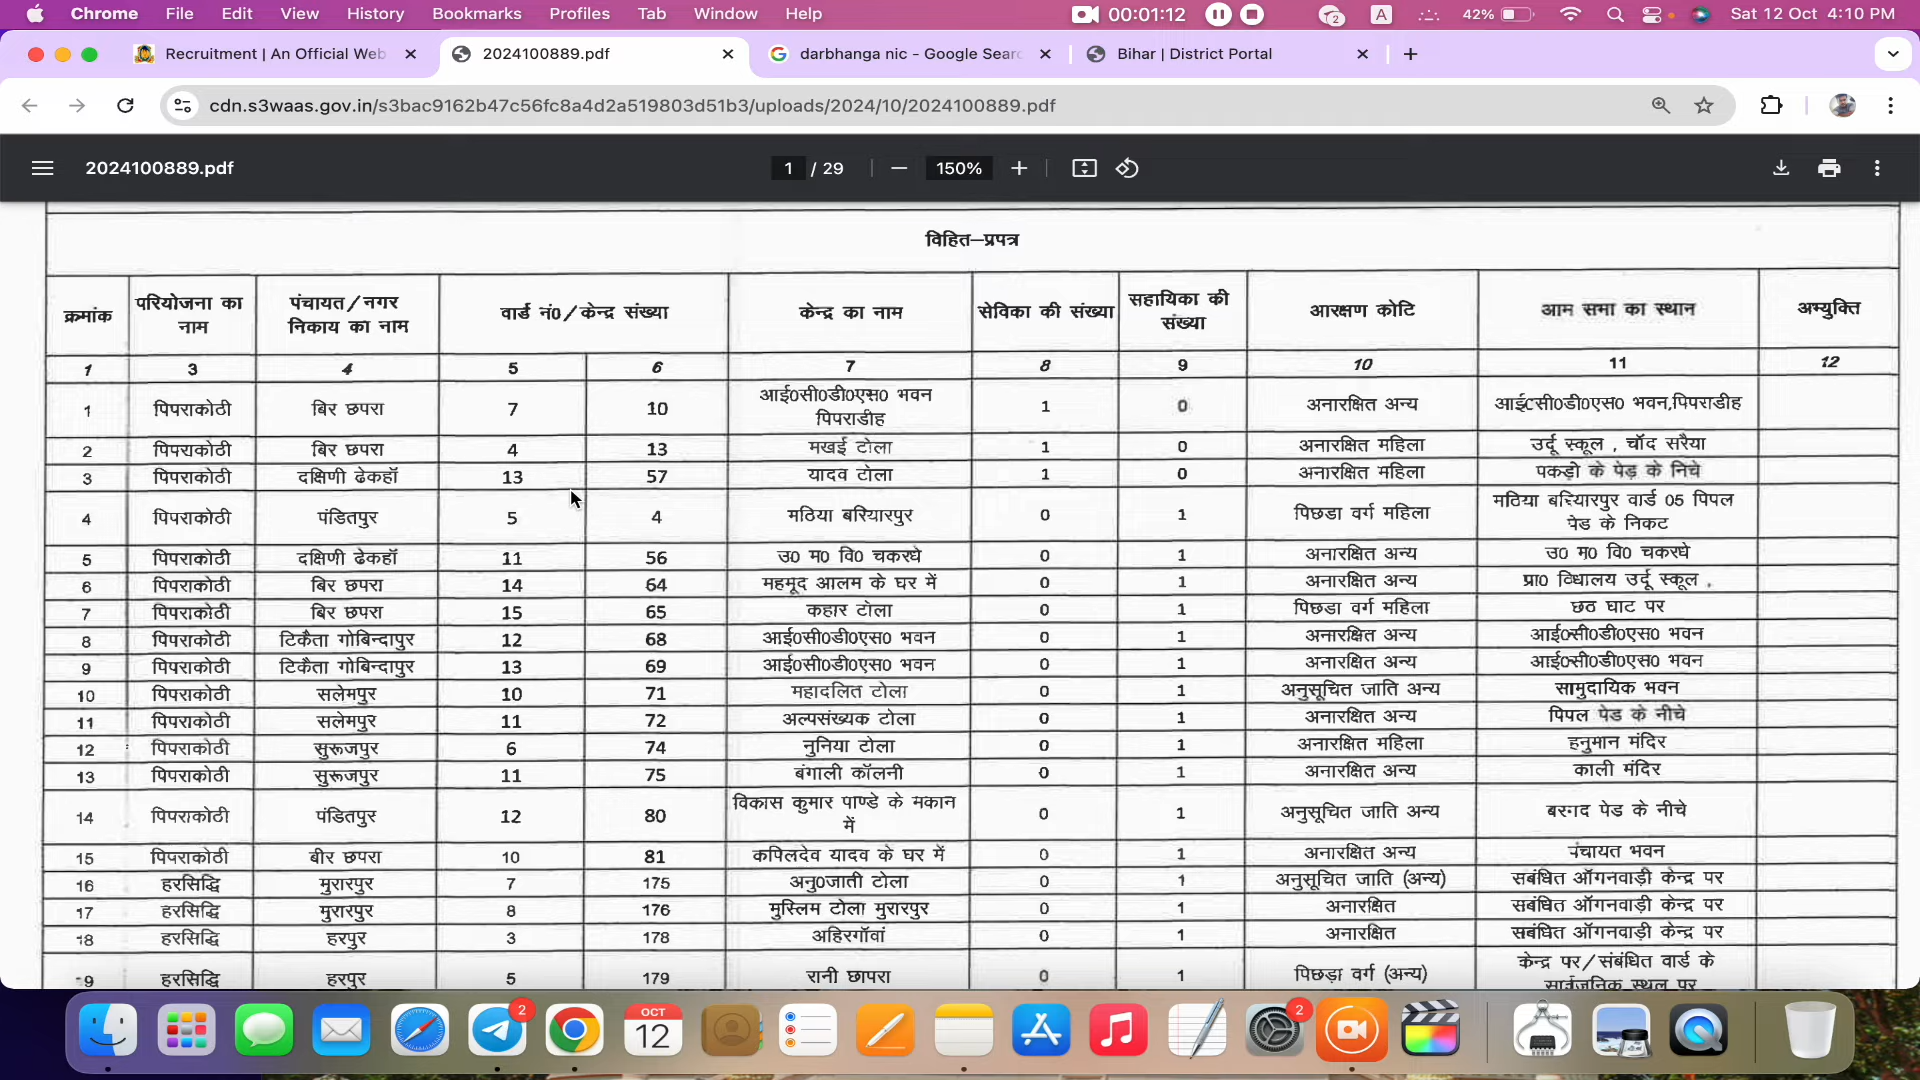 Chrome File Edit View History Bookmarks Profiles Tab Window Help 00:01:12 2 A 42% Sat 12 Oct 4:10 PM
Recruitment | An Official Web 2024100889.pdf darbhanga nic - Google Searc Bihar | District Portal
cdn.s3waas.gov.in/s3bac9162b47c56fc8a4d2a519803d51b3/uploads/2024/10/2024100889.pdf
2024100889.pdf 1 / 29 150%
विहित–प्रपत्र
क्रमांक परियोजना का नाम पंचायत/नगर निकाय का नाम वार्ड नं0/केन्द्र संख्या केन्द्र का नाम सेविका की संख्या सहायिका की संख्या आरक्षण कोटि आम सभा का स्थान अभ्युक्ति
1 3 4 5 6 7 8 9 10 11 12
1 पिपराकोठी बिर छपरा 7 10 आई0सी0डी0एस0 भवन पिपराडीह 1 0 अनारक्षित अन्य आई0सी0डी0एस0 भवन,पिपराडीह
2 पिपराकोठी बिर छपरा 4 13 मखई टोला 1 0 अनारक्षित महिला उर्दू स्कूल , चॉद सरैया
3 पिपराकोठी दक्षिणी ढेकहॉ 13 57 यादव टोला 1 0 अनारक्षित महिला पकड़ी के पेड़ के निचे
4 पिपराकोठी पंडितपुर 5 4 मठिया बरियारपुर 0 1 पिछडा वर्ग महिला मठिया बरियारपुर वार्ड 05 पिपल पेड के निकट
5 पिपराकोठी दक्षिणी ढेकहॉ 11 56 उ0 म0 वि0 चकरघे 0 1 अनारक्षित अन्य उ0 म0 वि0 चकरघे
6 पिपराकोठी बिर छपरा 14 64 महमूद आलम के घर में 0 1 अनारक्षित अन्य प्रा0 विधालय उर्दू स्कूल ,
7 पिपराकोठी बिर छपरा 15 65 कहार टोला 0 1 पिछडा वर्ग महिला छठ घाट पर
8 पिपराकोठी टिकैता गोबिन्दापुर 12 68 आई0सी0डी0एस0 भवन 0 1 अनारक्षित अन्य आई0सी0डी0एस0 भवन
9 पिपराकोठी टिकैता गोबिन्दापुर 13 69 आई0सी0डी0एस0 भवन 0 1 अनारक्षित अन्य आई0सी0डी0एस0 भवन
10 पिपराकोठी सलेमपुर 10 71 महादलित टोला 0 1 अनुसूचित जाति अन्य सामुदायिक भवन
11 पिपराकोठी सलेमपुर 11 72 अल्पसंख्यक टोला 0 1 अनारक्षित अन्य पिपल पेड के नीचे
12 पिपराकोठी सुरूजपुर 6 74 नुनिया टोला 0 1 अनारक्षित महिला हनुमान मंदिर
13 पिपराकोठी सुरूजपुर 11 75 बंगाली कॉलनी 0 1 अनारक्षित अन्य काली मंदिर
14 पिपराकोठी पंडितपुर 12 80 विकास कुमार पाण्डे के मकान में 0 1 अनुसूचित जाति अन्य बरगद पेड के नीचे
15 पिपराकोठी बीर छपरा 10 81 कपिलदेव यादव के घर में 0 1 अनारक्षित अन्य पंचायत भवन
16 हरसिद्धि मुरारपुर 7 175 अनु0जाती टोला 0 1 अनुसूचित जाति (अन्य) सबंधित ऑगनवाड़ी केन्द्र पर
17 हरसिद्धि मुरारपुर 8 176 मुस्लिम टोला मुरारपुर 0 1 अनारक्षित सबंधित ऑगनवाड़ी केन्द्र पर
18 हरसिद्धि हरपुर 3 178 अहिरगॉवां 0 1 अनारक्षित सबंधित ऑगनवाड़ी केन्द्र पर
19 हरसिद्धि हरपुर 5 179 रानी छापरा 0 1 पिछड़ा वर्ग (अन्य) केन्द्र पर/संबंधित वार्ड के सार्वजनिक स्थल पर
2 OCT 12 2